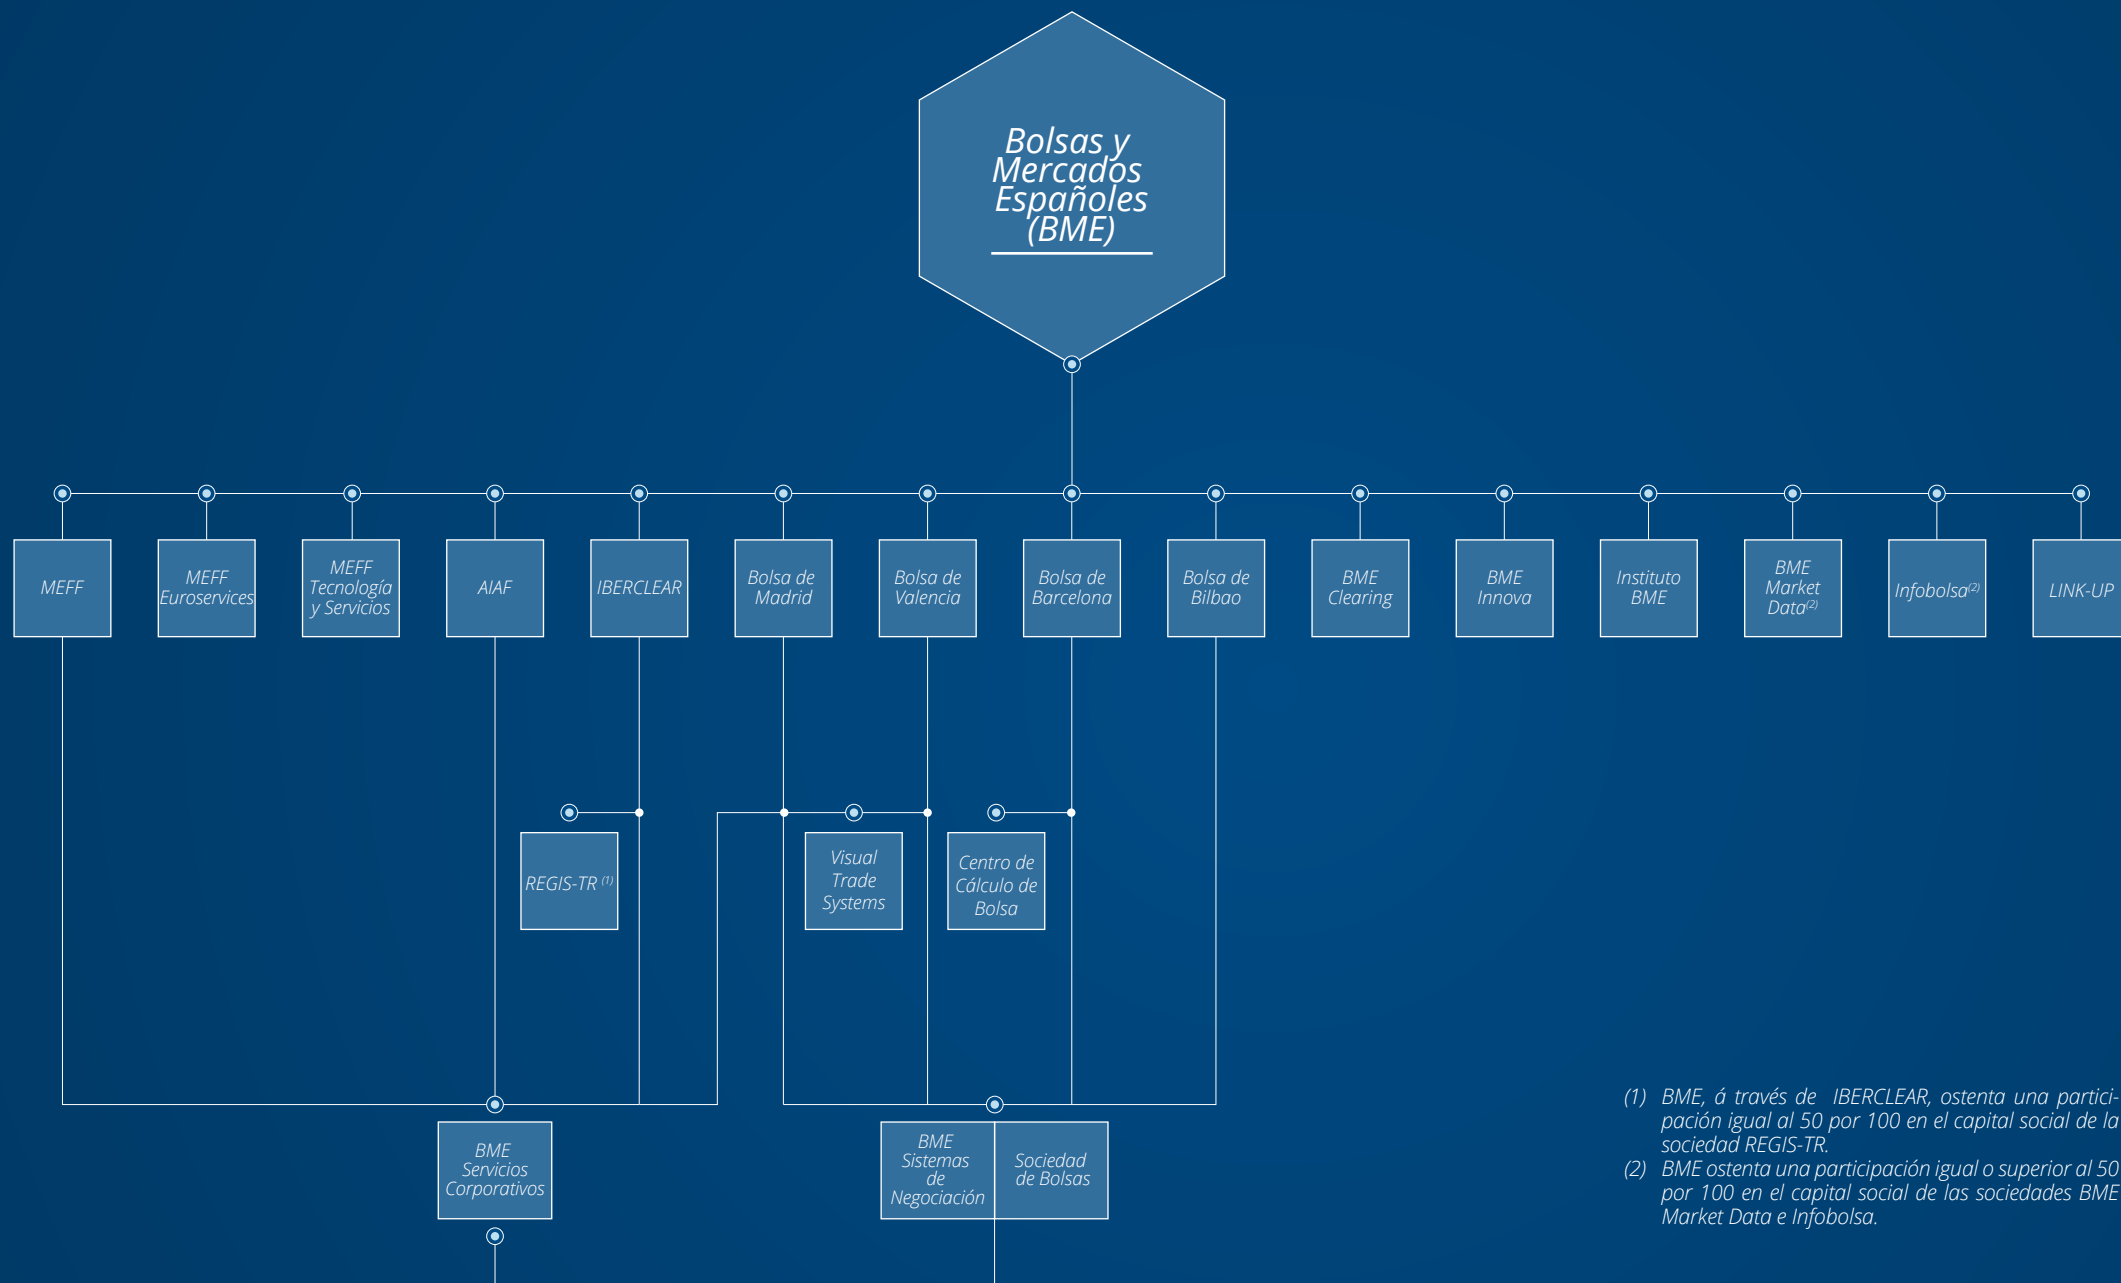 Bolsas y
Mercados
Españoles
(BME)
MEFF
MEFF
Euroservices
MEFF
Tecnología
y Servicios
AIAF
IBERCLEAR
Bolsa de
Madrid
Bolsa de
Valencia
Bolsa de
Barcelona
Bolsa de
Bilbao
BME
Clearing
BME
Innova
Instituto
BME
BME
Market
Data(2)
Infobolsa(2)
LINK-UP
REGIS-TR (1)
Visual
Trade
Systems
Centro de
Cálculo de
Bolsa
BME
Servicios
Corporativos
BME
Sistemas
de
Negociación
Sociedad
de Bolsas
(1) BME, á través de IBERCLEAR, ostenta una partici-
pación igual al 50 por 100 en el capital social de la
sociedad REGIS-TR.
(2) BME ostenta una participación igual o superior al 50
por 100 en el capital social de las sociedades BME
Market Data e Infobolsa.